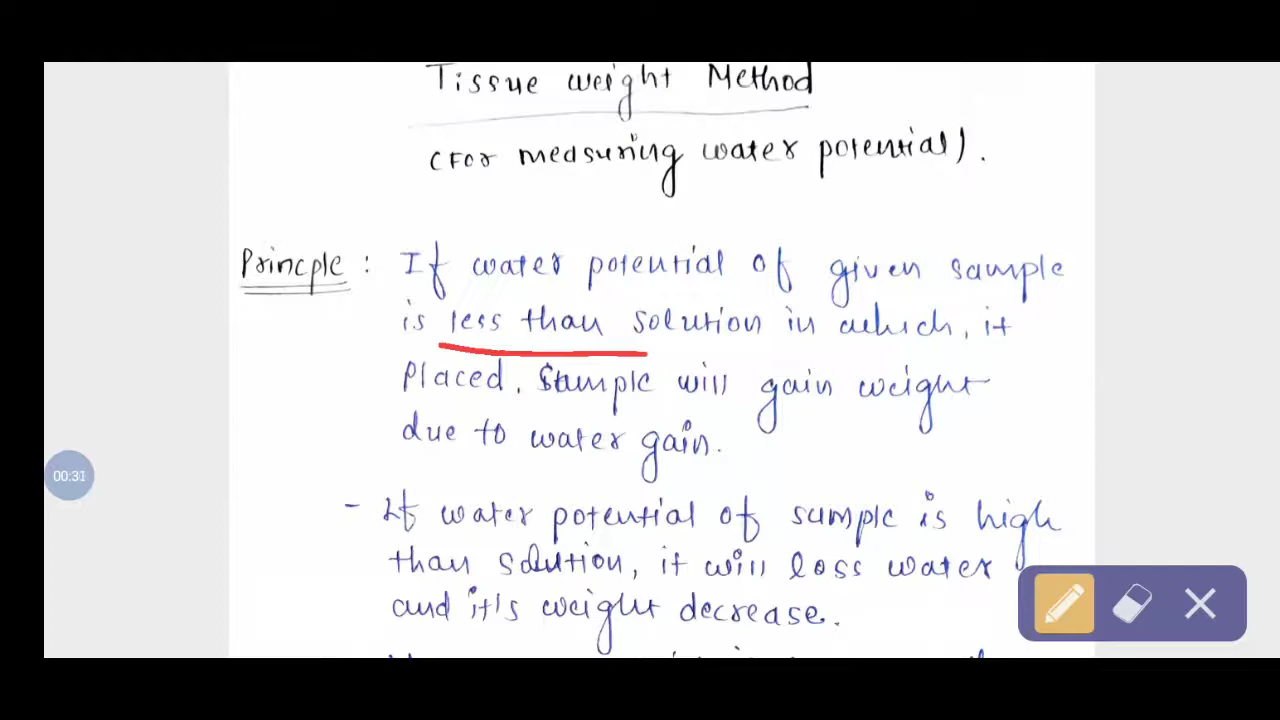 Tissue weight Method
(For measuring water potential).
Princple : If water potential of given sample
is less than solution in which, it
placed. Sample will gain weight
due to water gain.
- If water potential of sample is high
than solution, it will loss water
and it's weight decrease.
00:31